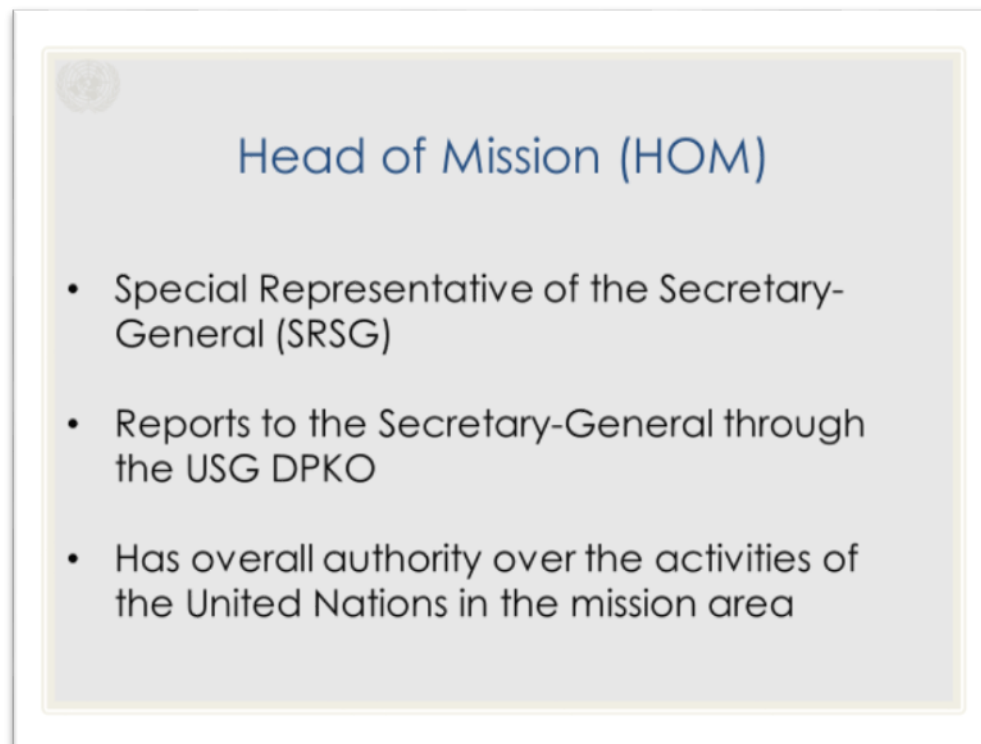 Head of Mission (HOM)
• Special Representative of the Secretary-
General (SRSG)
• Reports to the Secretary-General through
the USG DPKO
• Has overall authority over the activities of
the United Nations in the mission area